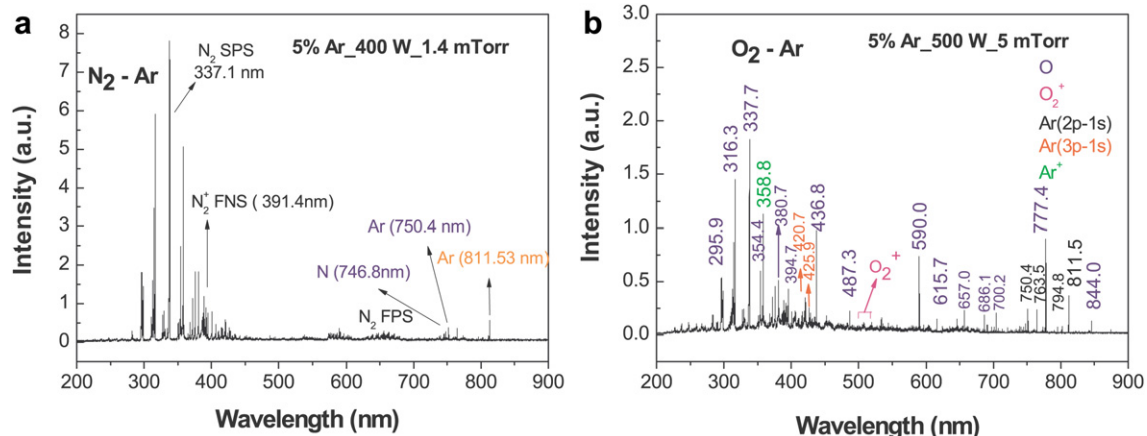 a
N₂ - Ar
N₂ SPS
337.1 nm
5% Ar_400 W_1.4 mTorr
N₂⁺ FNS ( 391.4nm)
Ar (750.4 nm)
N (746.8nm)
Ar (811.53 nm)
N₂ FPS
Intensity (a.u.)
8
7
6
5
4
3
2
1
0
200 300 400 500 600 700 800 900
Wavelength (nm)
b
O₂ - Ar
5% Ar_500 W_5 mTorr
O
O₂⁺
Ar(2p-1s)
Ar(3p-1s)
Ar⁺
295.9
316.3
337.7
354.4
358.8
380.7
394.7
420.7
425.9
436.8
487.3
O₂⁺
590.0
615.7
657.0
686.1
700.2
750.4
763.5
777.4
794.8
811.5
844.0
Intensity (a.u.)
3.0
2.5
2.0
1.5
1.0
0.5
0.0
200 300 400 500 600 700 800 900
Wavelength (nm)